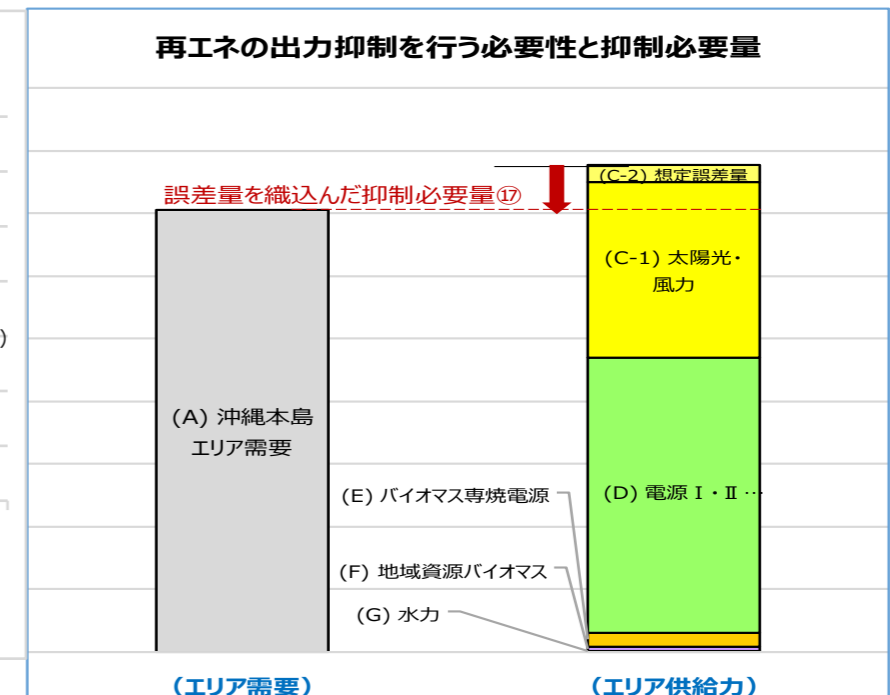 再エネの出力抑制を行う必要性と抑制必要量
(C-2) 想定誤差量
誤差量を織込んだ抑制必要量⑰
(C-1) 太陽光・
風力
)
(A) 沖縄本島
エリア需要
(E) バイオマス専焼電源
(D) 電源Ⅰ・Ⅱ…
(F) 地域資源バイオマス
(G) 水力
(エリア需要)
(エリア供給力)